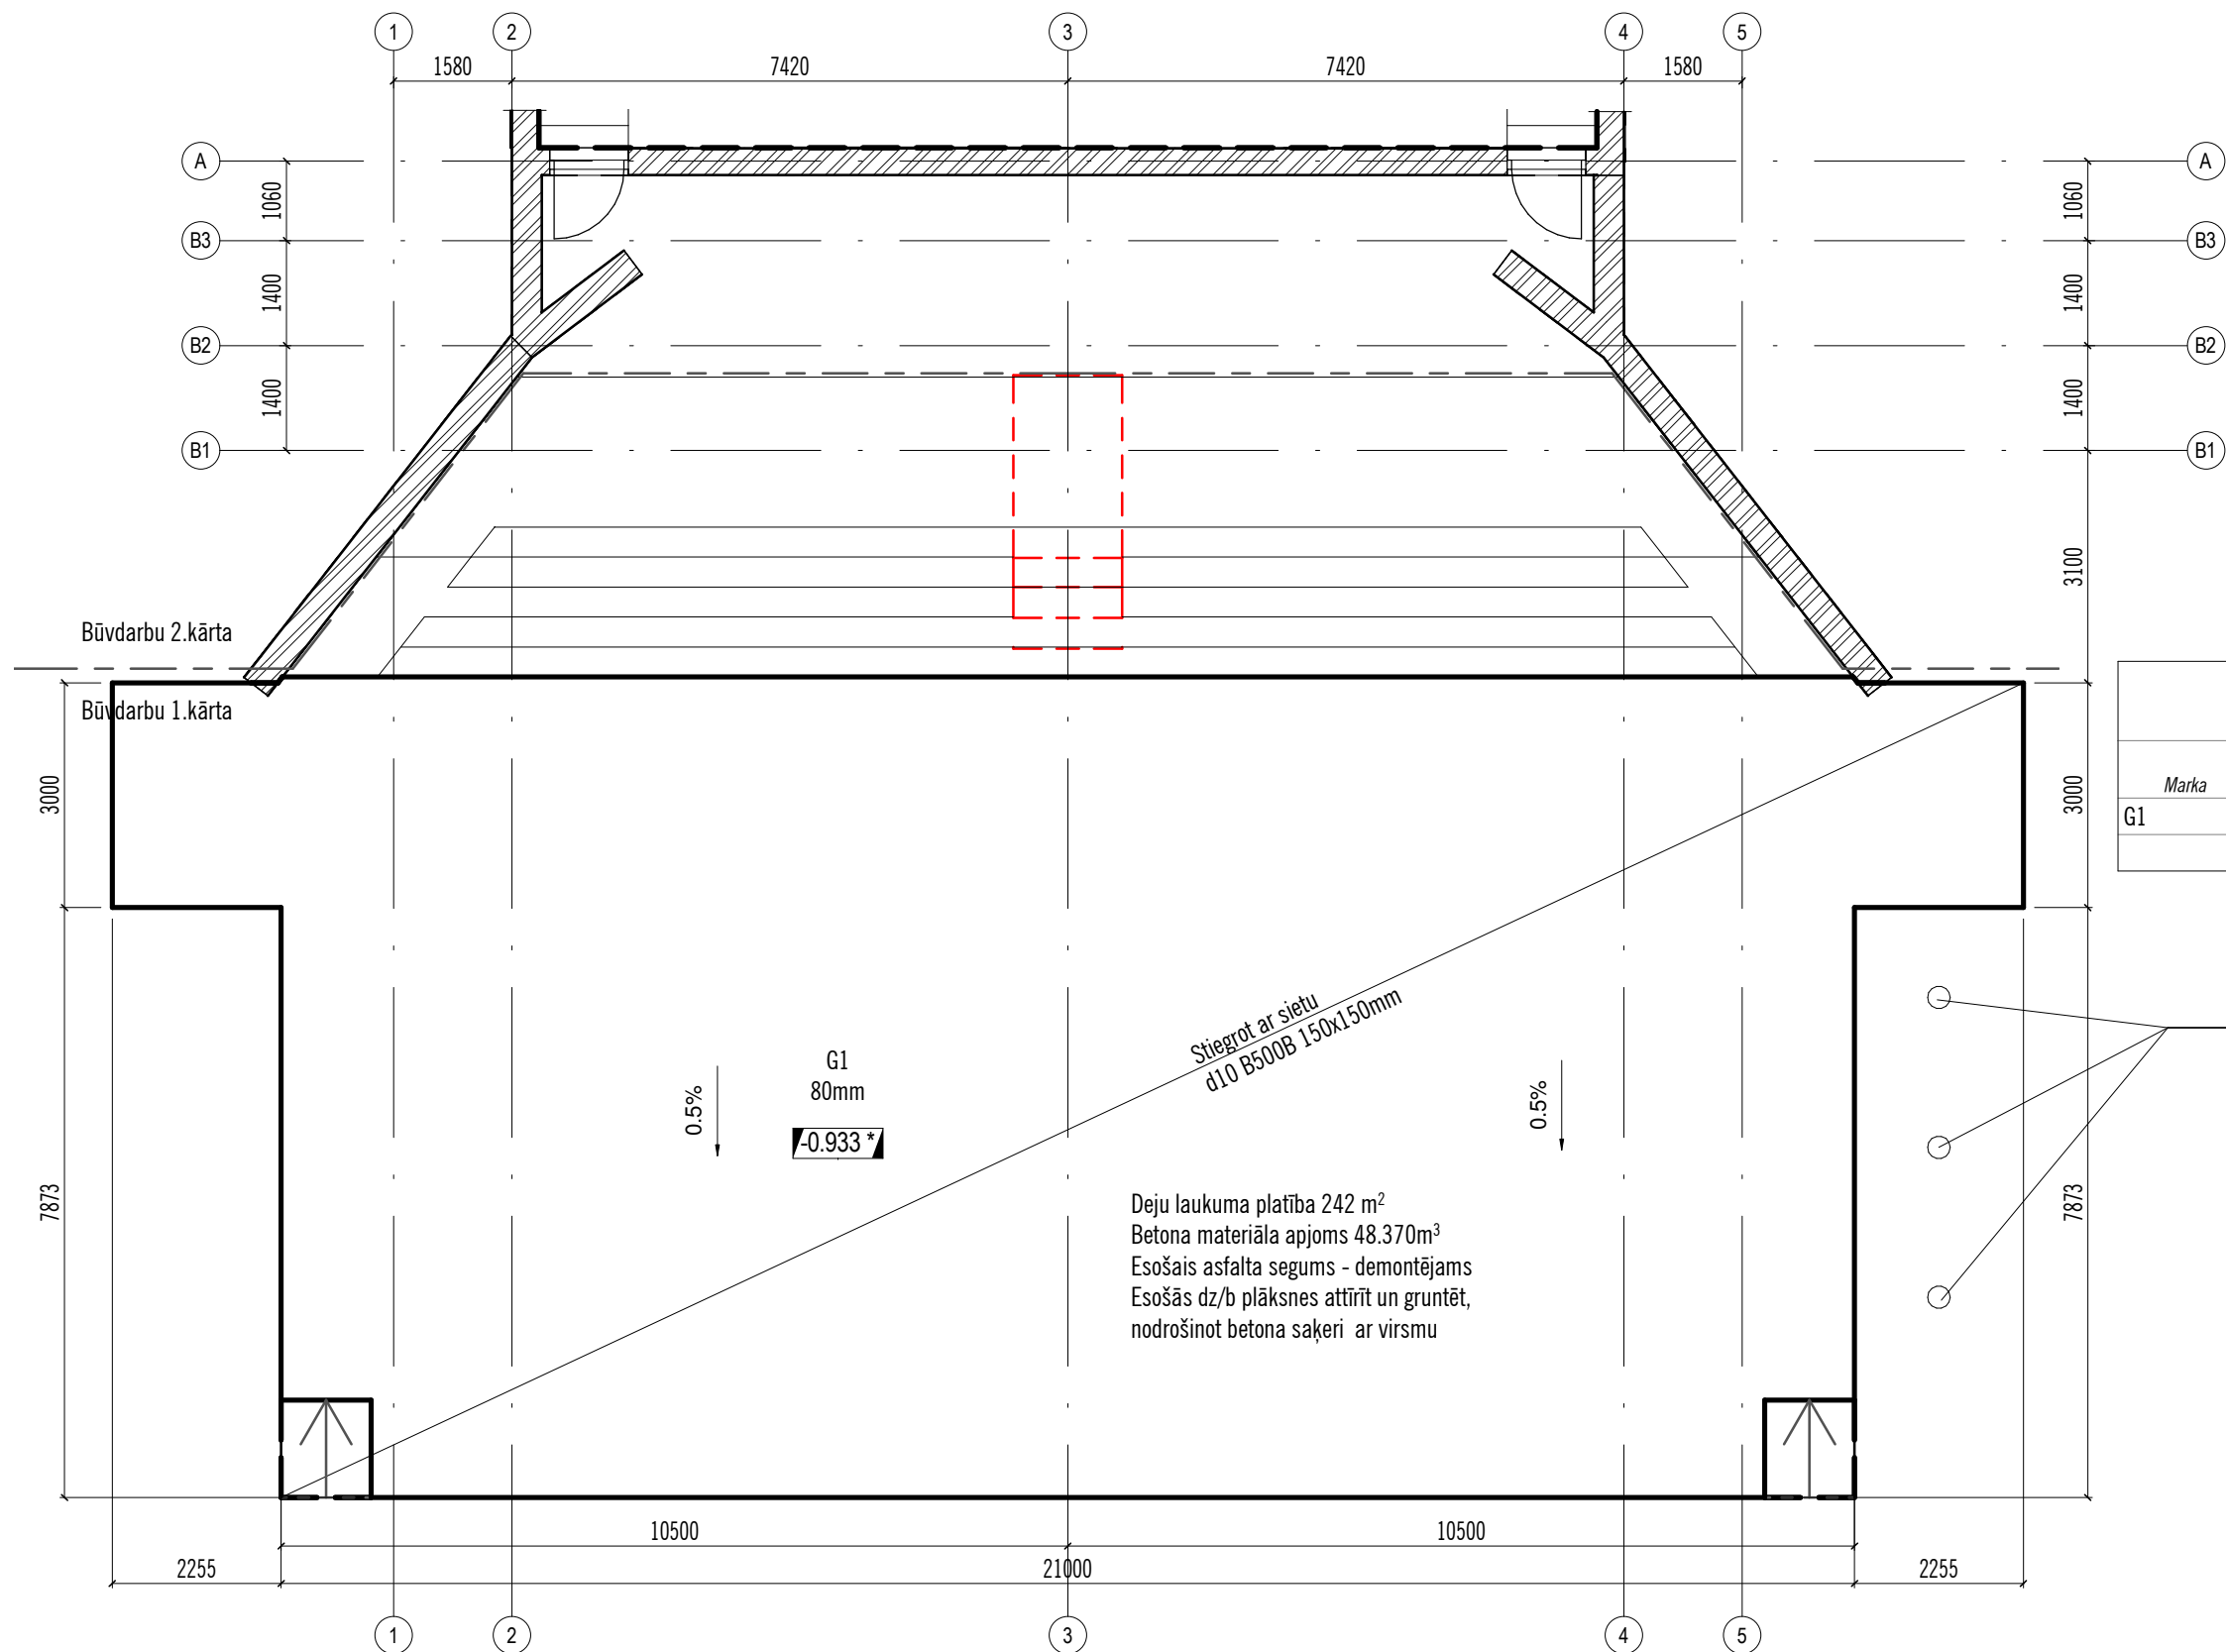 1 2 3 4 5
1580 7420 7420 1580
A A
1060 1060
B3 B3
1400 1400
B2 B2
1400 1400
B1 B1
3100
Būvdarbu 2.kārta
Būvdarbu 1.kārta
3000 3000
Marka
G1
Stiegrot ar sietu
d10 B500B 150x150mm
G1
80mm
0.5% 0.5%
-0.933 *
7873 7873
Deju laukuma platība 242 m²
Betona materiāla apjoms 48.370m³
Esošais asfalta segums - demontējams
Esošās dz/b plāksnes attīrīt un gruntēt,
nodrošinot betona saķeri ar virsmu
10500 10500
2255 21000 2255
1 2 3 4 5